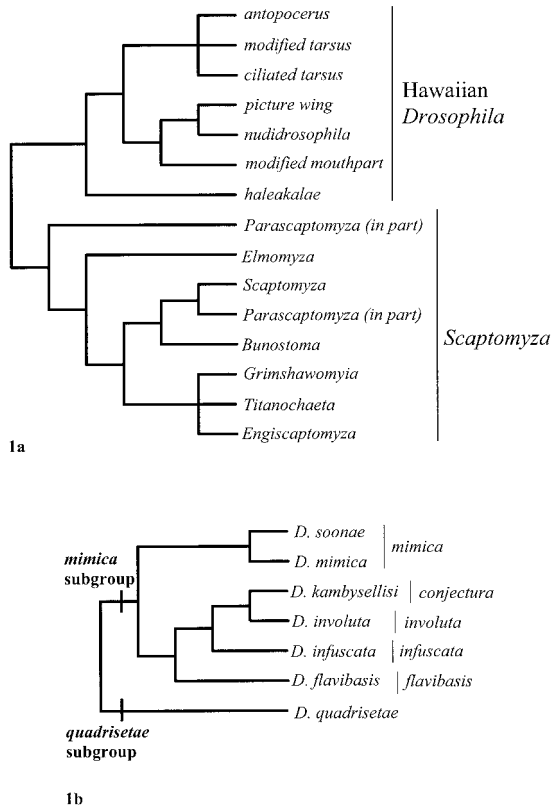 antopocerus
modified tarsus
ciliated tarsus
picture wing
nudidrosophila
modified mouthpart
haleakalae
Hawaiian
Drosophila
Parascaptomyza (in part)
Elmomyza
Scaptomyza
Parascaptomyza (in part)
Bunostoma
Grimshawomyia
Titanochaeta
Engiscaptomyza
Scaptomyza
1a
mimica
subgroup
D. soonae
D. mimica
mimica
D. kambysellisi
conjectura
D. involuta
involuta
D. infuscata
infuscata
D. flavibasis
flavibasis
D. quadrisetae
quadrisetae
subgroup
1b